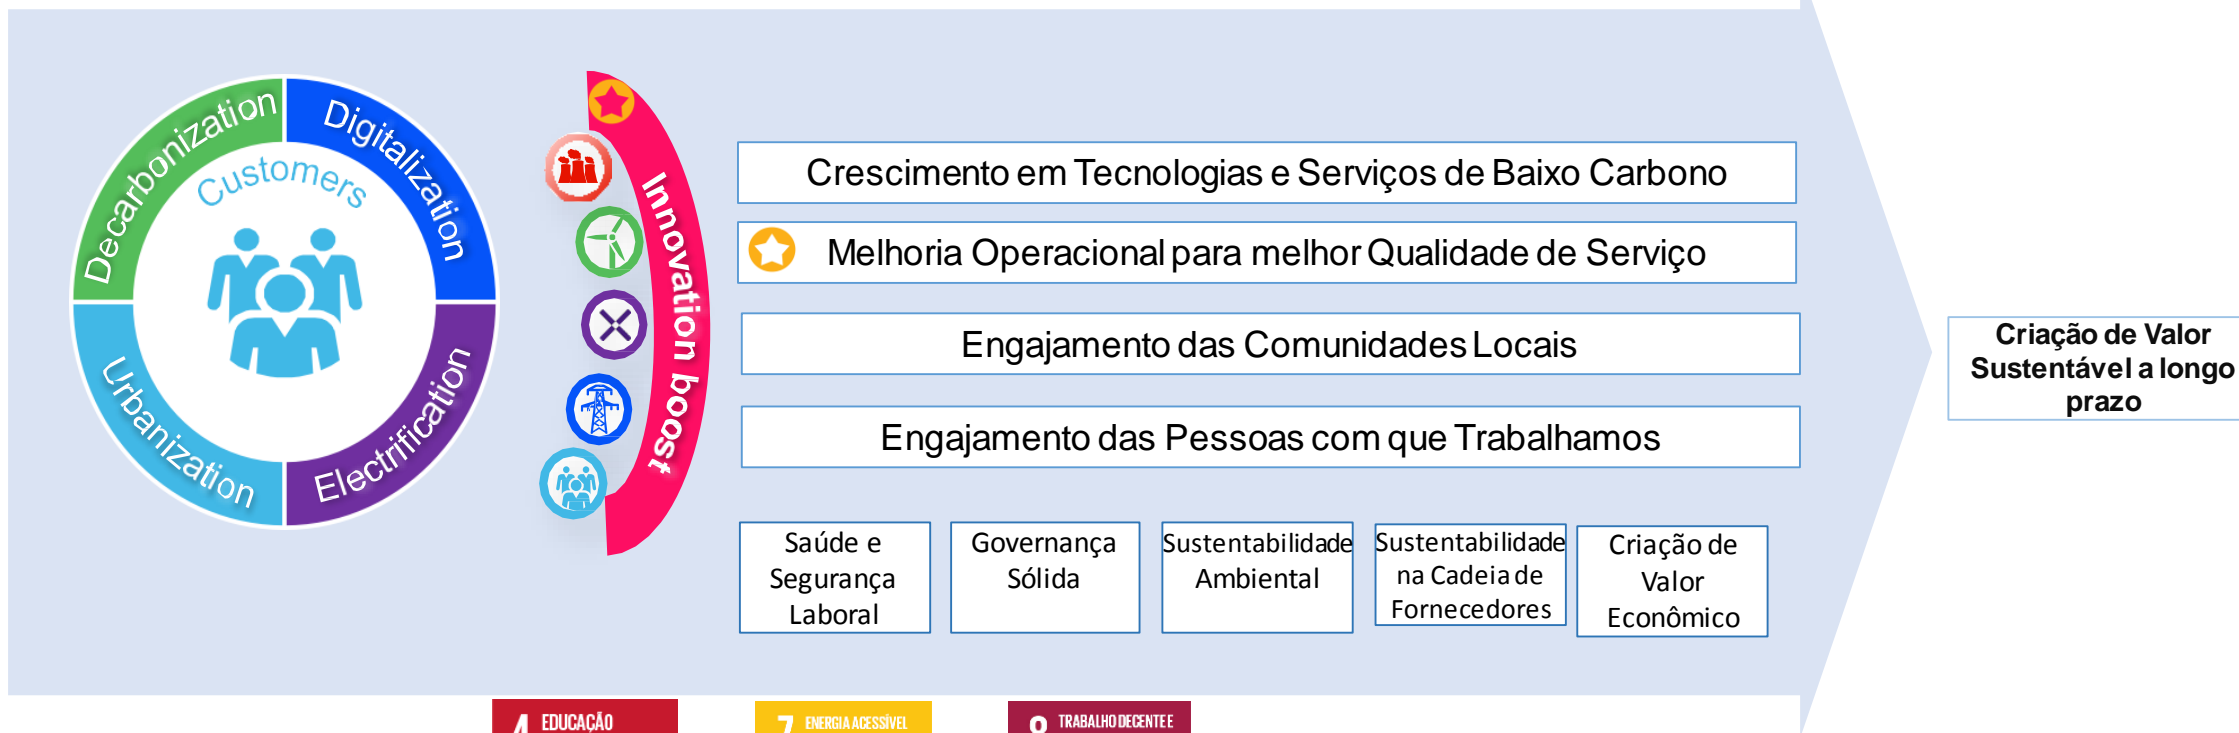 Decarbonization
Digitalization
Customers
Urbanization
Electrification
Innovation boost
Crescimento em Tecnologias e Serviços de Baixo Carbono
Melhoria Operacional para melhor Qualidade de Serviço
Engajamento das Comunidades Locais
Engajamento das Pessoas com que Trabalhamos
Saúde e
Segurança
Laboral
Governança
Sólida
Sustentabilidade
Ambiental
Sustentabilidade
na Cadeia de
Fornecedores
Criação de
Valor
Econômico
Criação de Valor
Sustentável a longo
prazo
4 EDUCAÇÃO
7 ENERGIA ACESSÍVEL
8 TRABALHO DECENTE E